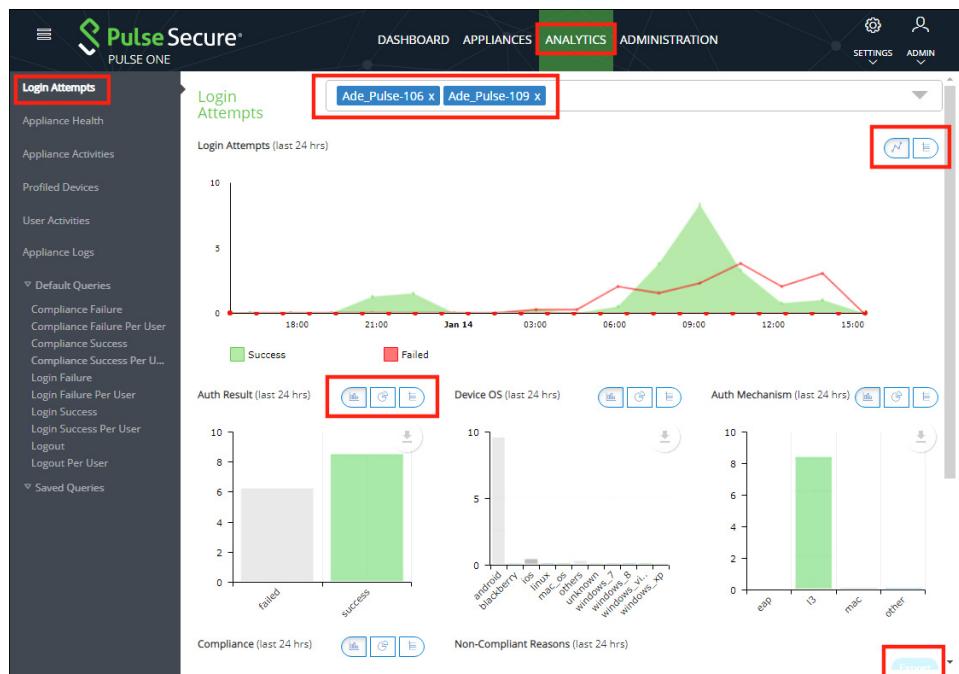 Pulse Secure
PULSE ONE
DASHBOARD APPLIANCES ANALYTICS ADMINISTRATION
SETTINGS ADMIN
Login Attempts
Appliance Health
Appliance Activities
Profiled Devices
User Activities
Appliance Logs
Default Queries
Compliance Failure
Compliance Failure Per User
Compliance Success
Compliance Success Per U...
Login Failure
Login Failure Per User
Login Success
Login Success Per User
Logout
Logout Per User
Saved Queries
Login
Attempts
Ade_Pulse-106 x Ade_Pulse-109 x
Login Attempts (last 24 hrs)
10
5
0
18:00 21:00 Jan 14 03:00 06:00 09:00 12:00 15:00
Success Failed
Auth Result (last 24 hrs)
10
8
6
4
2
0
failed success
Device OS (last 24 hrs)
10
5
0
android blackberry ios linux mac_os others unknown windows_7 windows_8 windows_vi.. windows_xp
Auth Mechanism (last 24 hrs)
10
8
6
4
2
0
eap l3 mac other
Compliance (last 24 hrs)
Non-Compliant Reasons (last 24 hrs)
Export